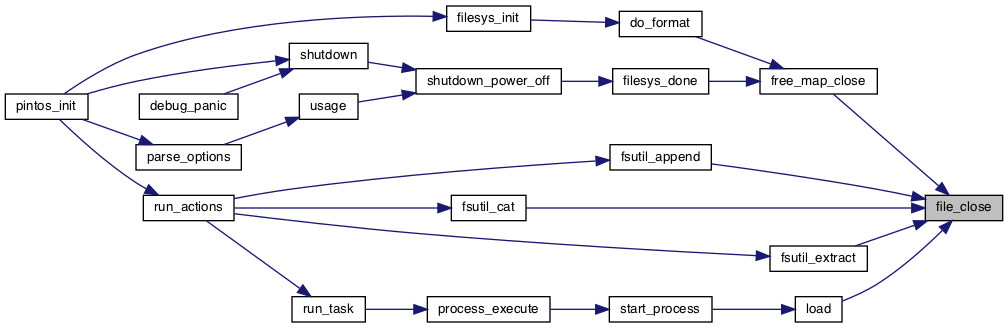 filesys_init
do_format
shutdown
shutdown_power_off
filesys_done
free_map_close
pintos_init
debug_panic
usage
parse_options
fsutil_append
run_actions
fsutil_cat
file_close
fsutil_extract
run_task
process_execute
start_process
load